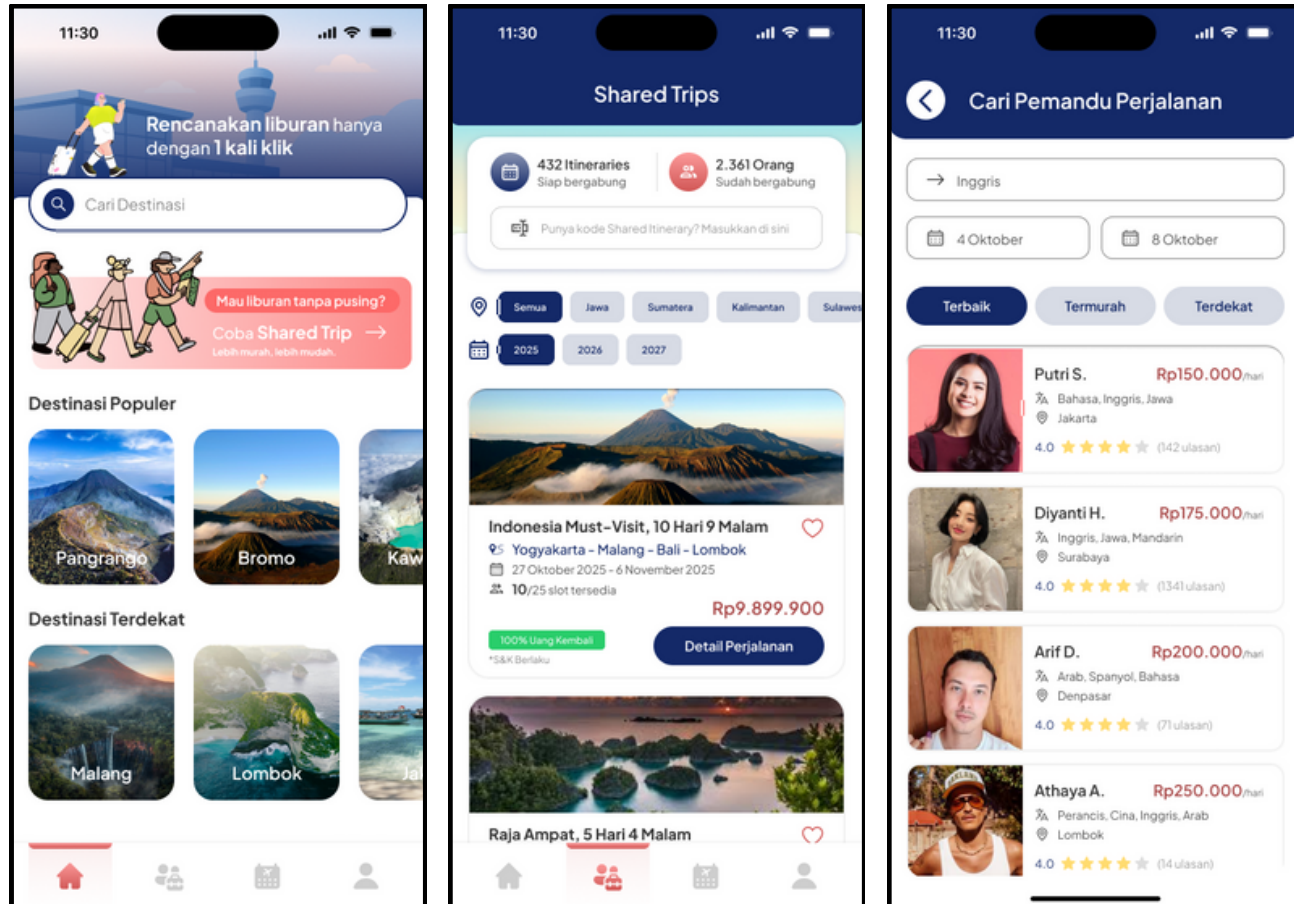 11:30
Rencanakan liburan hanya
dengan 1 kali klik
Cari Destinasi
Mau liburan tanpa pusing?
Coba Shared Trip →
Lebih murah, lebih mudah.
Destinasi Populer
Pangrango
Bromo
Kaw
Destinasi Terdekat
Malang
Lombok
Ja
11:30
Shared Trips
432 Itineraries
Siap bergabung
2.361 Orang
Sudah bergabung
Punya kode Shared Itinerary? Masukkan di sini
Semua Jawa Sumatera Kalimantan Sulawes
2025 2026 2027
Indonesia Must-Visit, 10 Hari 9 Malam
Yogyakarta - Malang - Bali - Lombok
27 Oktober 2025 - 6 November 2025
10/25 slot tersedia
Rp9.899.900
100% Uang Kembali
*S&K Berlaku
Detail Perjalanan
Raja Ampat, 5 Hari 4 Malam
11:30
Cari Pemandu Perjalanan
→ Inggris
4 Oktober
8 Oktober
Terbaik Termurah Terdekat
Putri S. Rp150.000/hari
Bahasa, Inggris, Jawa
Jakarta
4.0 (142 ulasan)
Diyanti H. Rp175.000/hari
Inggris, Jawa, Mandarin
Surabaya
4.0 (1341 ulasan)
Arif D. Rp200.000/hari
Arab, Spanyol, Bahasa
Denpasar
4.0 (71 ulasan)
Athaya A. Rp250.000/hari
Perancis, Cina, Inggris, Arab
Lombok
4.0 (14 ulasan)